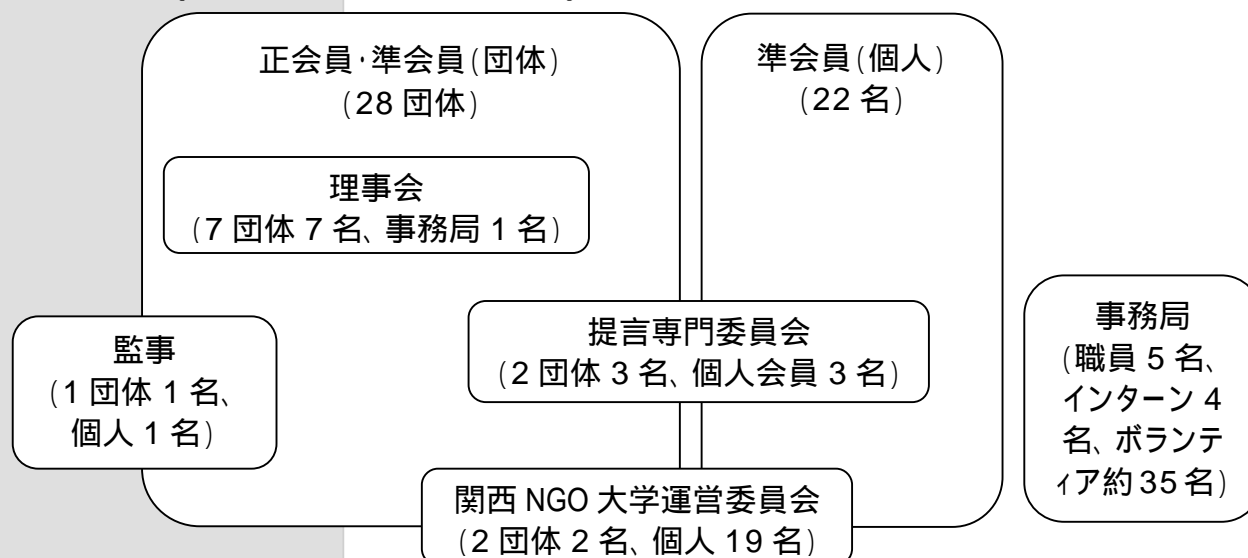 正会員・準会員(団体)
(28 団体)
準会員(個人)
(22 名)
理事会
(7 団体 7 名、事務局 1 名)
提言専門委員会
(2 団体 3 名、個人会員 3 名)
監事
(1 団体 1 名、
個人 1 名)
事務局
(職員 5 名、
インターン 4
名、ボランテ
ィア約 35 名)
関西 NGO 大学運営委員会
(2 団体 2 名、個人 19 名)